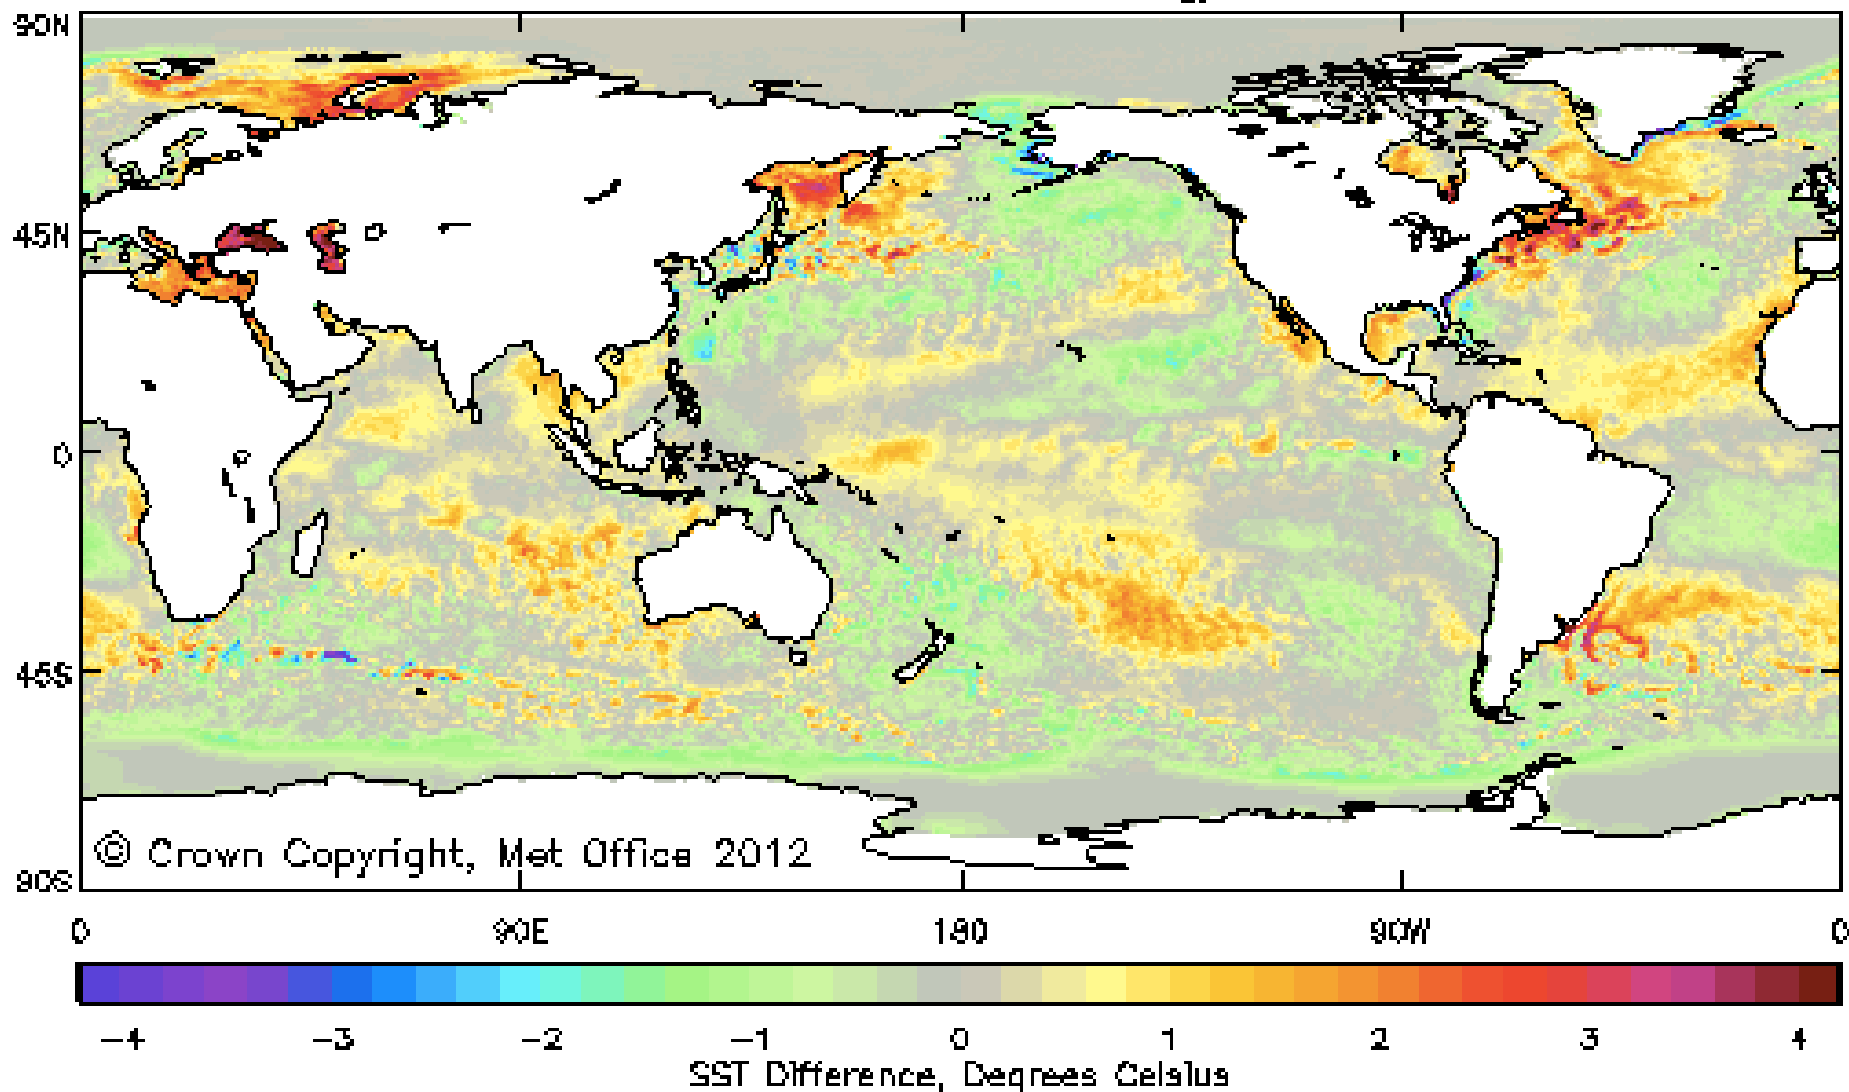 90N
45N
0
45S
© Crown Copyright, Met Office 2012
90S
0 90E 180 90W 0
-4 -3 -2 -1 0 1 2 3 4
SST Difference, Degrees Celsius